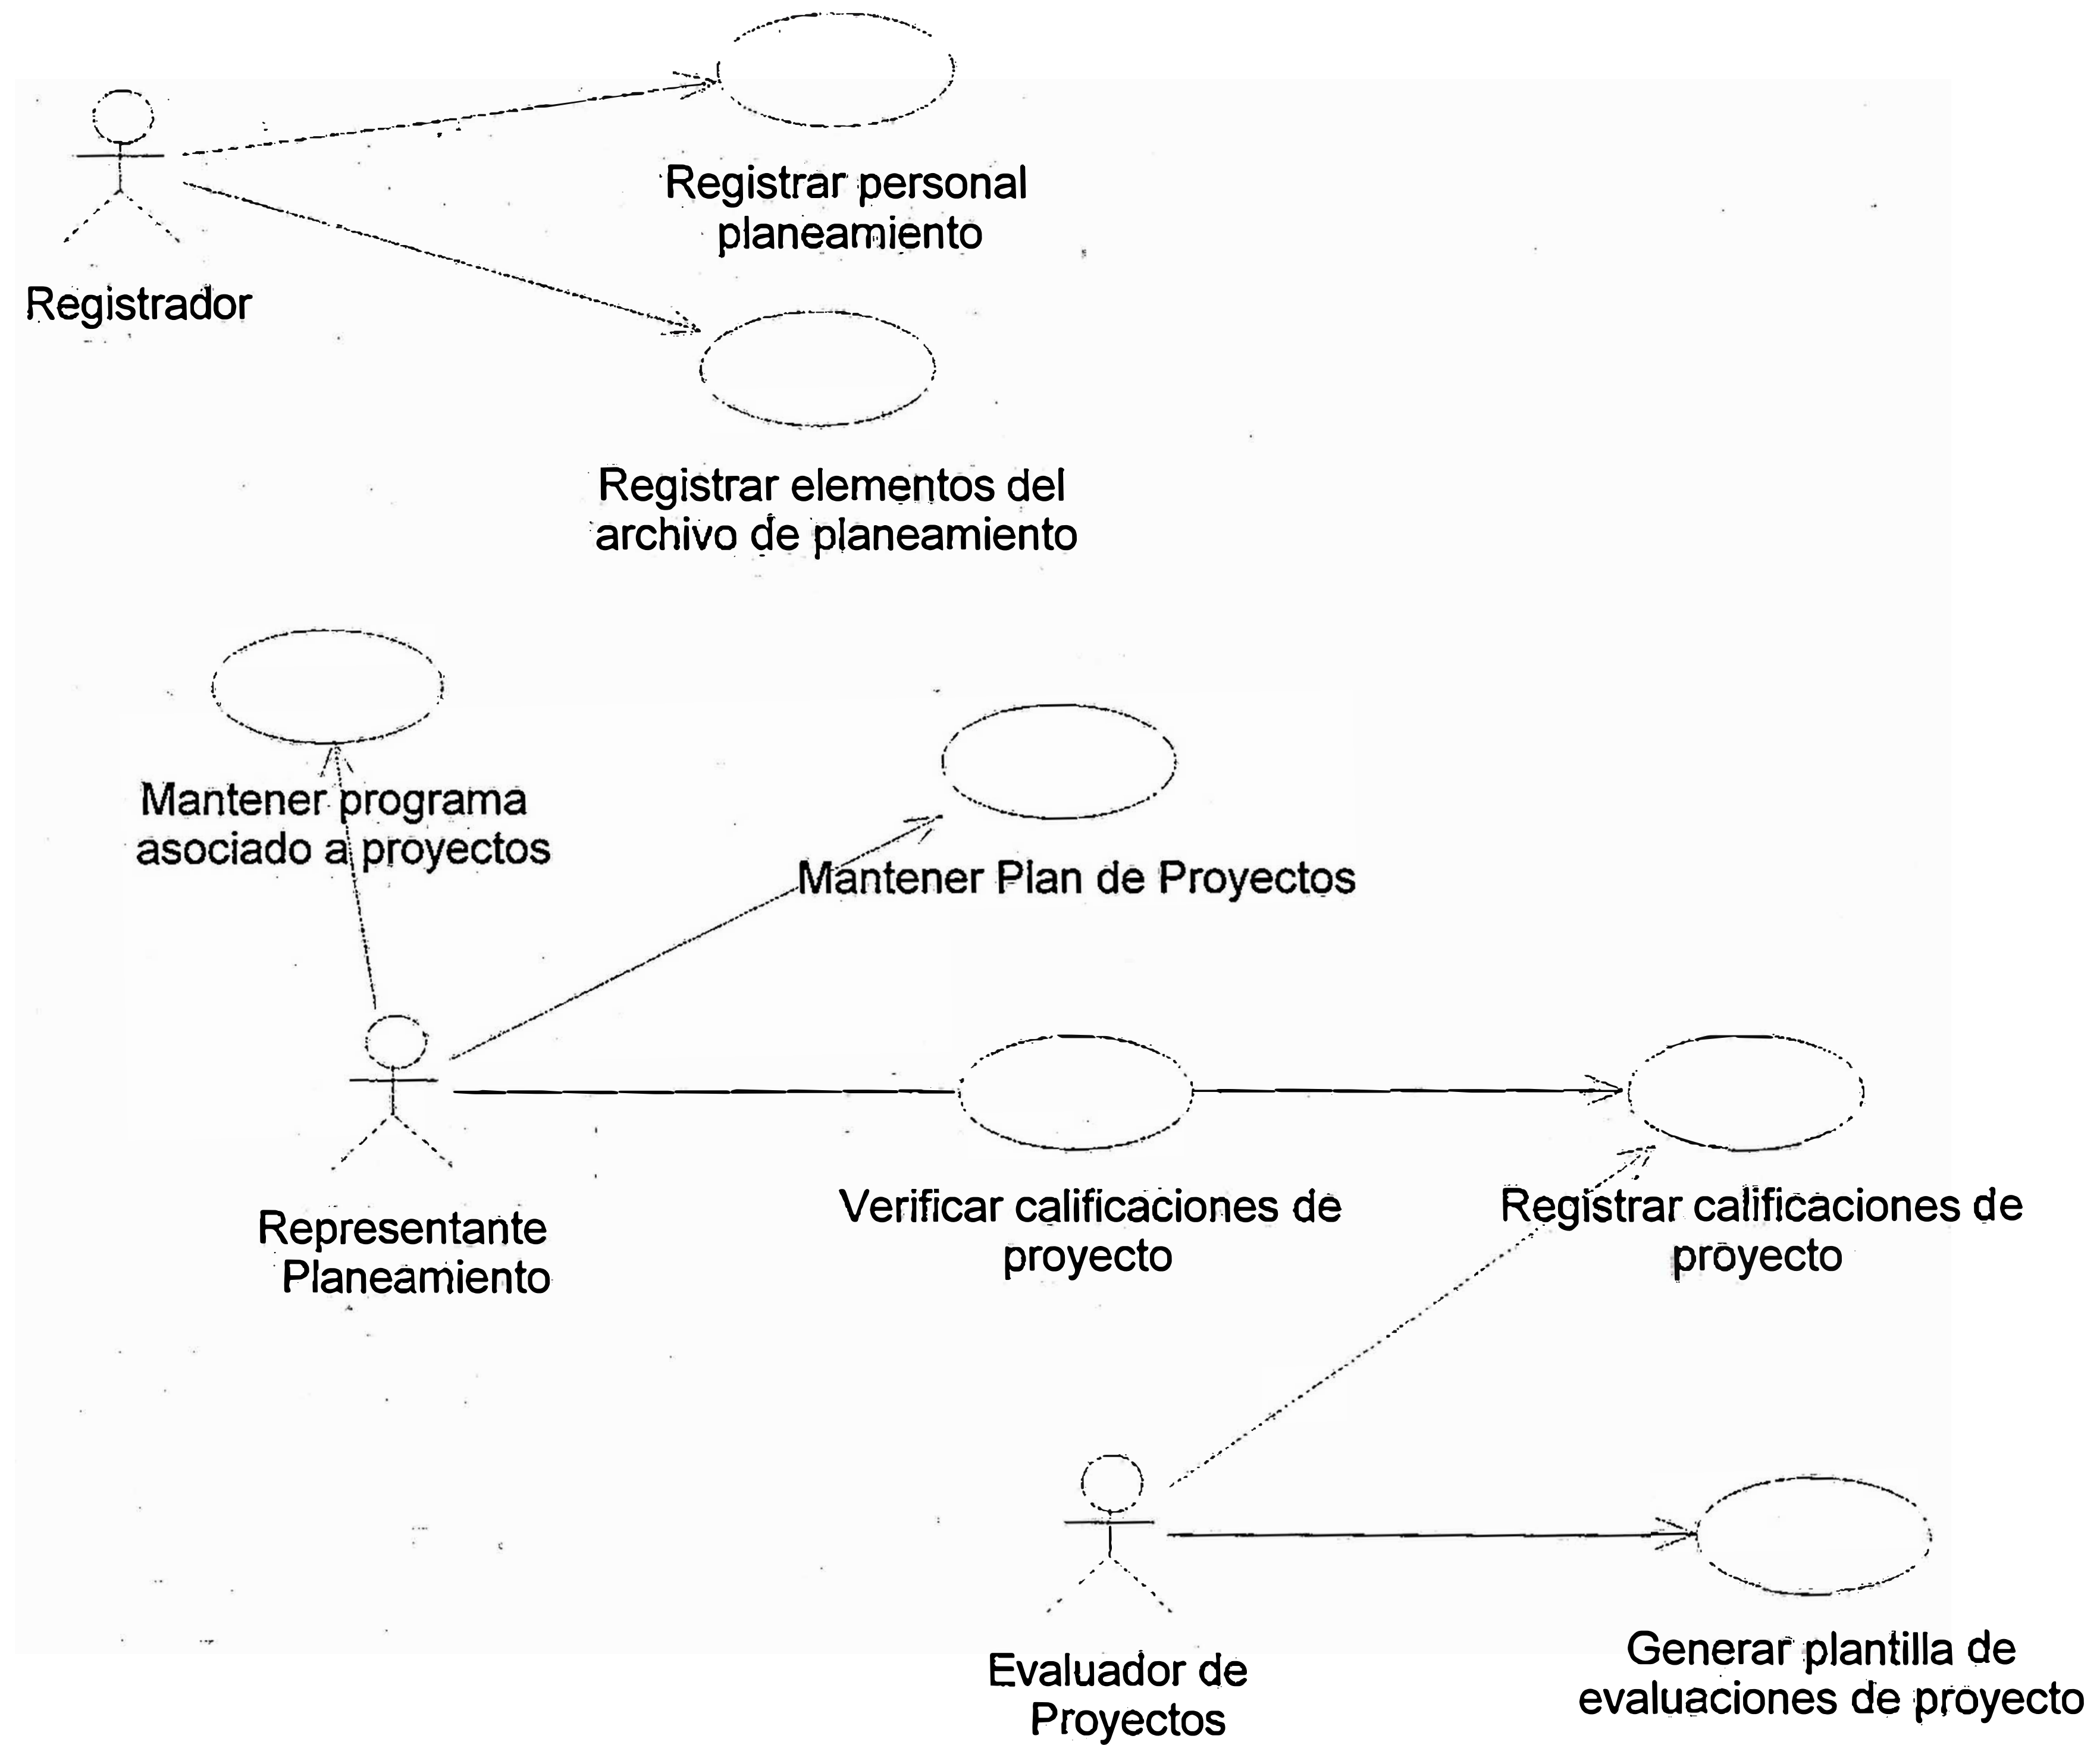 Registrar personal
planeamiento
Registrador
Registrar elementos del
archivo de planeamiento
Mantener programa
asociado a proyectos
Mantener Plan de Proyectos
Representante
Planeamiento
Verificar calificaciones de
proyecto
Registrar calificaciones de
proyecto
Evaluador de
Proyectos
Generar plantilla de
evaluaciones de proyecto